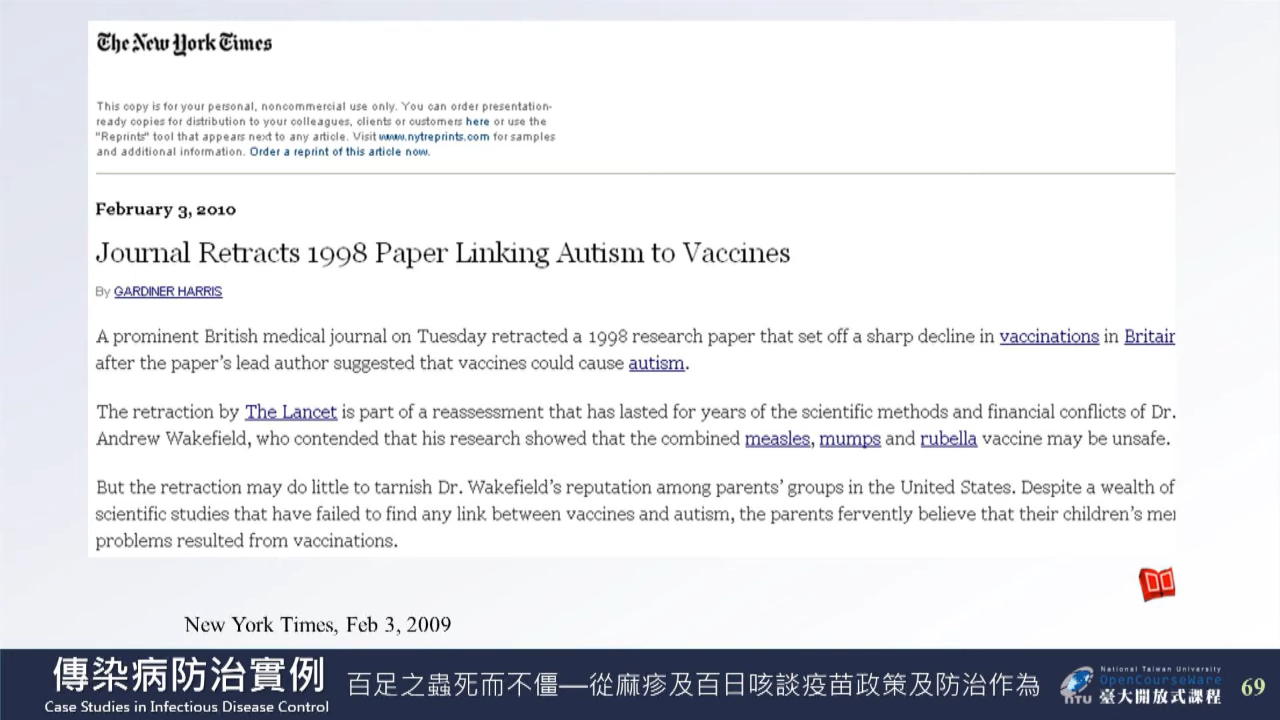 The New York Times
This copy is for your personal, noncommercial use only. You can order presentation-
ready copies for distribution to your colleagues, clients or customers here or use the
"Reprints" tool that appears next to any article. Visit www.nytreprints.com for samples
and additional information. Order a reprint of this article now.
February 3, 2010
Journal Retracts 1998 Paper Linking Autism to Vaccines
By GARDINER HARRIS
A prominent British medical journal on Tuesday retracted a 1998 research paper that set off a sharp decline in vaccinations in Britain
after the paper's lead author suggested that vaccines could cause autism.
The retraction by The Lancet is part of a reassessment that has lasted for years of the scientific methods and financial conflicts of Dr.
Andrew Wakefield, who contended that his research showed that the combined measles, mumps and rubella vaccine may be unsafe.
But the retraction may do little to tarnish Dr. Wakefield's reputation among parents' groups in the United States. Despite a wealth of
scientific studies that have failed to find any link between vaccines and autism, the parents fervently believe that their children's
problems resulted from vaccinations.
New York Times, Feb 3, 2009
傳染病防治實例
Case Studies in Infectious Disease Control
百足之蟲死而不僵—從麻疹及百日咳談疫苗政策及防治作為
NTU
National Taiwan University
OpenCourseWare
臺大開放式課程
69